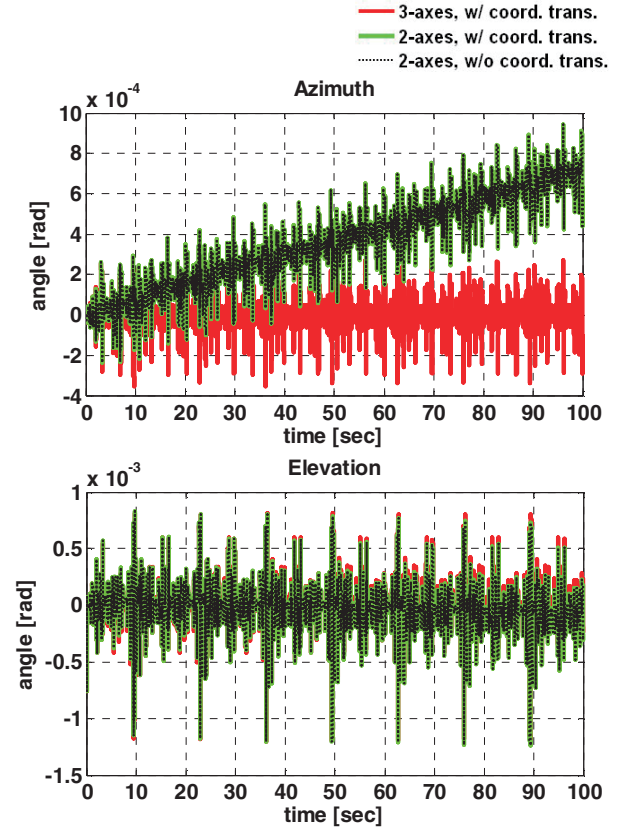 3-axes, w/ coord. trans.
2-axes, w/ coord. trans.
2-axes, w/o coord. trans.
Azimuth
x 10⁻⁴
10
8
6
4
2
0
-2
-4
angle [rad]
0 10 20 30 40 50 60 70 80 90 100
time [sec]
Elevation
x 10⁻³
1
0.5
0
-0.5
-1
-1.5
angle [rad]
0 10 20 30 40 50 60 70 80 90 100
time [sec]